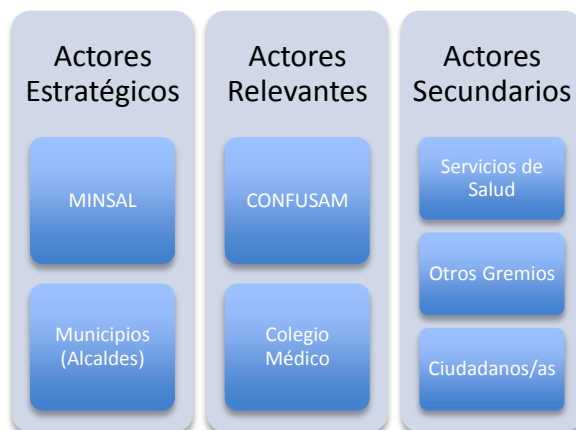 Actores
Estratégicos
MINSAL
Municipios
(Alcaldes)
Actores
Relevantes
CONFUSAM
Colegio
Médico
Actores
Secundarios
Servicios de
Salud
Otros Gremios
Ciudadanos/as